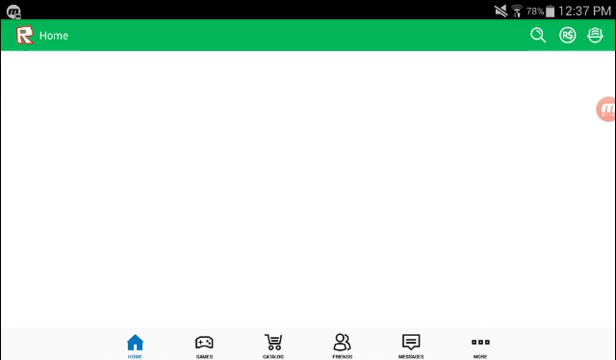 78% 12:37 PM
R Home R$
HOME GAMES CATALOG FRIENDS MESSAGES MORE